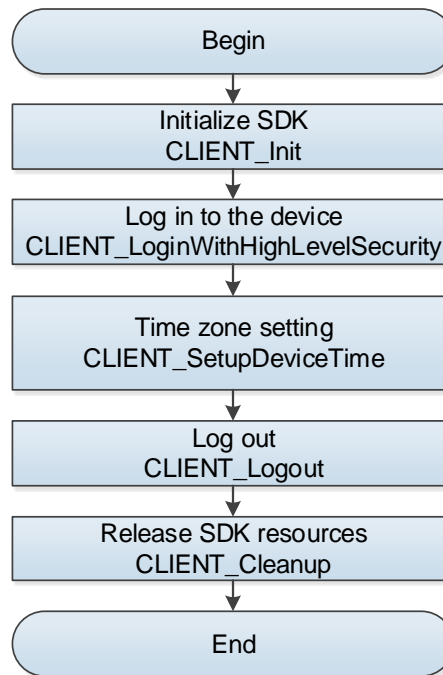 Begin
Initialize SDK
CLIENT_Init
Log in to the device
CLIENT_LoginWithHighLevelSecurity
Time zone setting
CLIENT_SetupDeviceTime
Log out
CLIENT_Logout
Release SDK resources
CLIENT_Cleanup
End